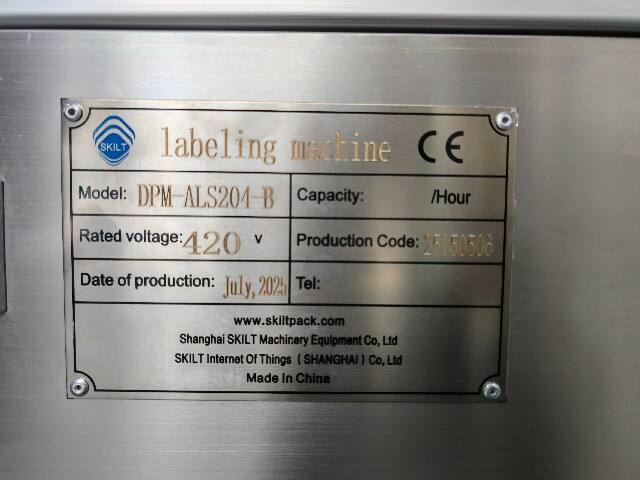 SKILT labeling machine CE
Model: DPM-ALS204-B Capacity: /Hour
Rated voltage: 420 V Production Code: 25150506
Date of production: July, 2025 Tel:
www.skiltpack.com
Shanghai SKILT Machinery Equipment Co, Ltd
SKILT Internet Of Things ( SHANGHAI ) Co, Ltd
Made In China